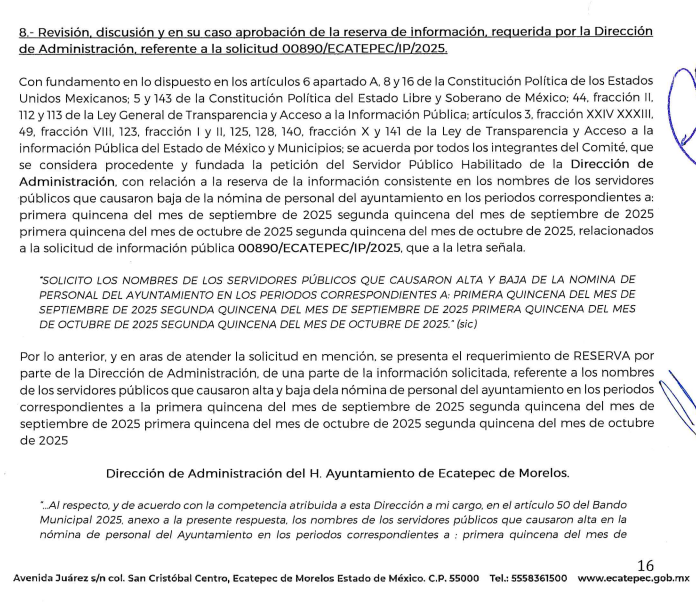 8.- Revisión, discusión y en su caso aprobación de la reserva de información, requerida por la Dirección
de Administración, referente a la solicitud 00890/ECATEPEC/IP/2025.
Con fundamento en lo dispuesto en los artículos 6 apartado A, 8 y 16 de la Constitución Política de los Estados
Unidos Mexicanos; 5 y 143 de la Constitución Política del Estado Libre y Soberano de México; 44, fracción II,
112 y 113 de la Ley General de Transparencia y Acceso a la Información Pública; artículos 3, fracción XXIV XXXIII,
49, fracción VIII, 123, fracción I y II, 125, 128, 140, fracción X y 141 de la Ley de Transparencia y Acceso a la
información Pública del Estado de México y Municipios; se acuerda por todos los integrantes del Comité, que
se considera procedente y fundada la petición del Servidor Público Habilitado de la Dirección de
Administración, con relación a la reserva de la información consistente en los nombres de los servidores
públicos que causaron baja de la nómina de personal del ayuntamiento en los periodos correspondientes a:
primera quincena del mes de septiembre de 2025 segunda quincena del mes de septiembre de 2025
primera quincena del mes de octubre de 2025 segunda quincena del mes de octubre de 2025, relacionados
a la solicitud de información pública 00890/ECATEPEC/IP/2025, que a la letra señala.
"SOLICITO LOS NOMBRES DE LOS SERVIDORES PÚBLICOS QUE CAUSARON ALTA Y BAJA DE LA NOMINA DE
PERSONAL DEL AYUNTAMIENTO EN LOS PERIODOS CORRESPONDIENTES A: PRIMERA QUINCENA DEL MES DE
SEPTIEMBRE DE 2025 SEGUNDA QUINCENA DEL MES DE SEPTIEMBRE DE 2025 PRIMERA QUINCENA DEL MES
DE OCTUBRE DE 2025 SEGUNDA QUINCENA DEL MES DE OCTUBRE DE 2025." (sic)
Por lo anterior, y en aras de atender la solicitud en mención, se presenta el requerimiento de RESERVA por
parte de la Dirección de Administración, de una parte de la información solicitada, referente a los nombres
de los servidores públicos que causaron alta y baja dela nómina de personal del ayuntamiento en los periodos
correspondientes a la primera quincena del mes de septiembre de 2025 segunda quincena del mes de
septiembre de 2025 primera quincena del mes de octubre de 2025 segunda quincena del mes de octubre
de 2025
Dirección de Administración del H. Ayuntamiento de Ecatepec de Morelos.
"...Al respecto, y de acuerdo con la competencia atribuida a esta Dirección a mi cargo, en el artículo 50 del Bando
Municipal 2025, anexo a la presente respuesta, los nombres de los servidores públicos que causaron alta en la
nómina de personal del Ayuntamiento en los periodos correspondientes a : primera quincena del mes de
16
Avenida Juárez s/n col. San Cristóbal Centro, Ecatepec de Morelos Estado de México. C.P. 55000 Tel.: 5558361500 www.ecatepec.gob.mx